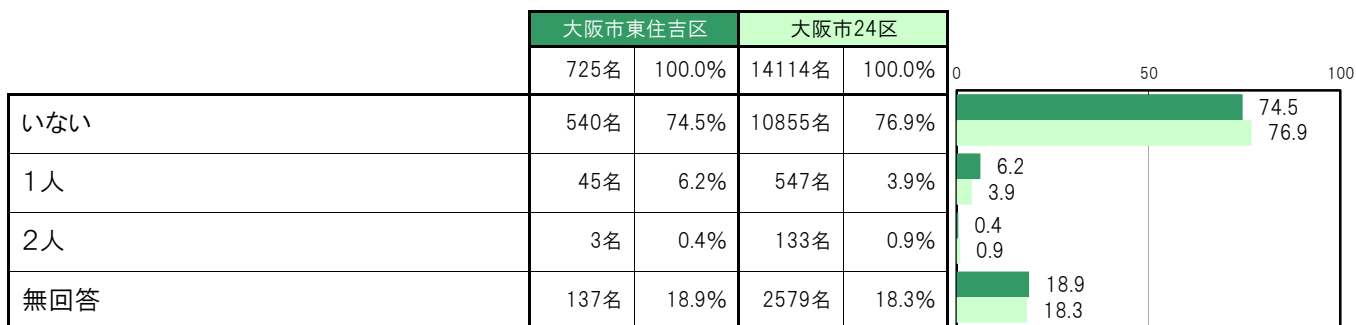 大阪市東住吉区 大阪市24区
725名 100.0% 14114名 100.0% 0 50 100
いない 540名 74.5% 10855名 76.9% 74.5
76.9
1人 45名 6.2% 547名 3.9% 6.2
3.9
2人 3名 0.4% 133名 0.9% 0.4
0.9
無回答 137名 18.9% 2579名 18.3% 18.9
18.3